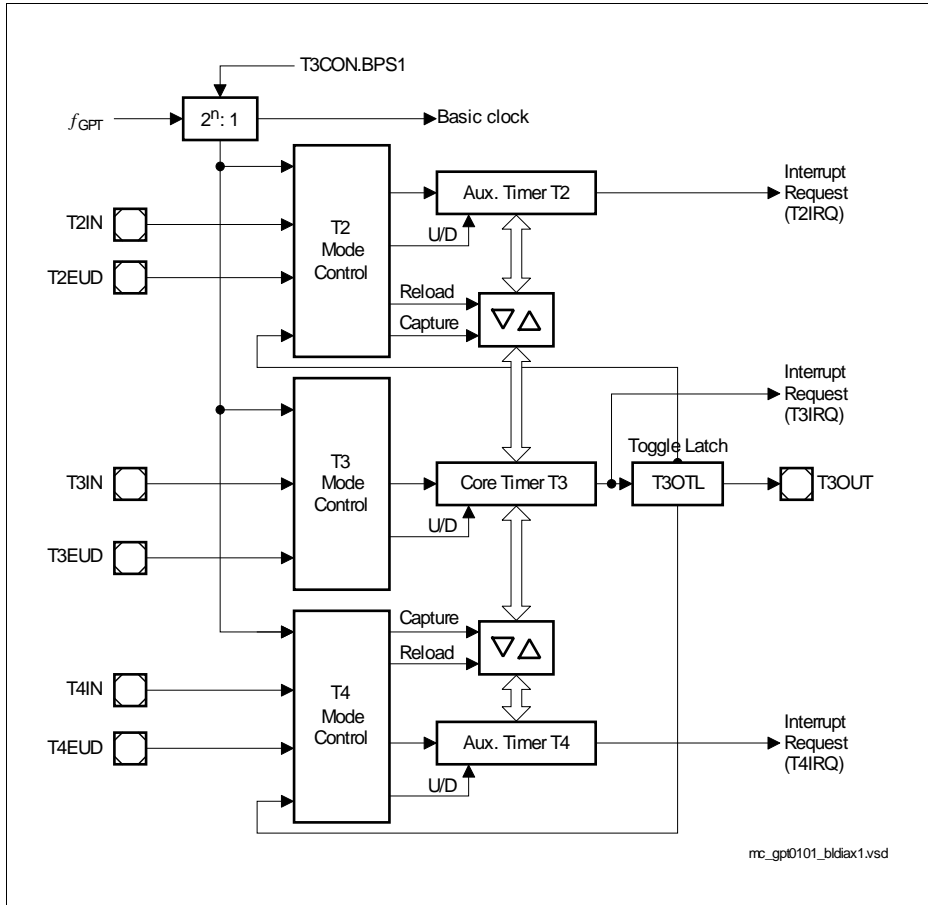 T3CON.BPS1
fGPT
2n: 1
Basic clock
T2IN
T2EUD
T2
Mode
Control
U/D
Reload
Capture
Aux. Timer T2
Interrupt
Request
(T2IRQ)
Interrupt
Request
(T3IRQ)
T3IN
T3EUD
T3
Mode
Control
U/D
Core Timer T3
Toggle Latch
T3OTL
T3OUT
T4IN
T4EUD
T4
Mode
Control
Capture
Reload
U/D
Aux. Timer T4
Interrupt
Request
(T4IRQ)
mc_gpt0101_bldiax1.vsd